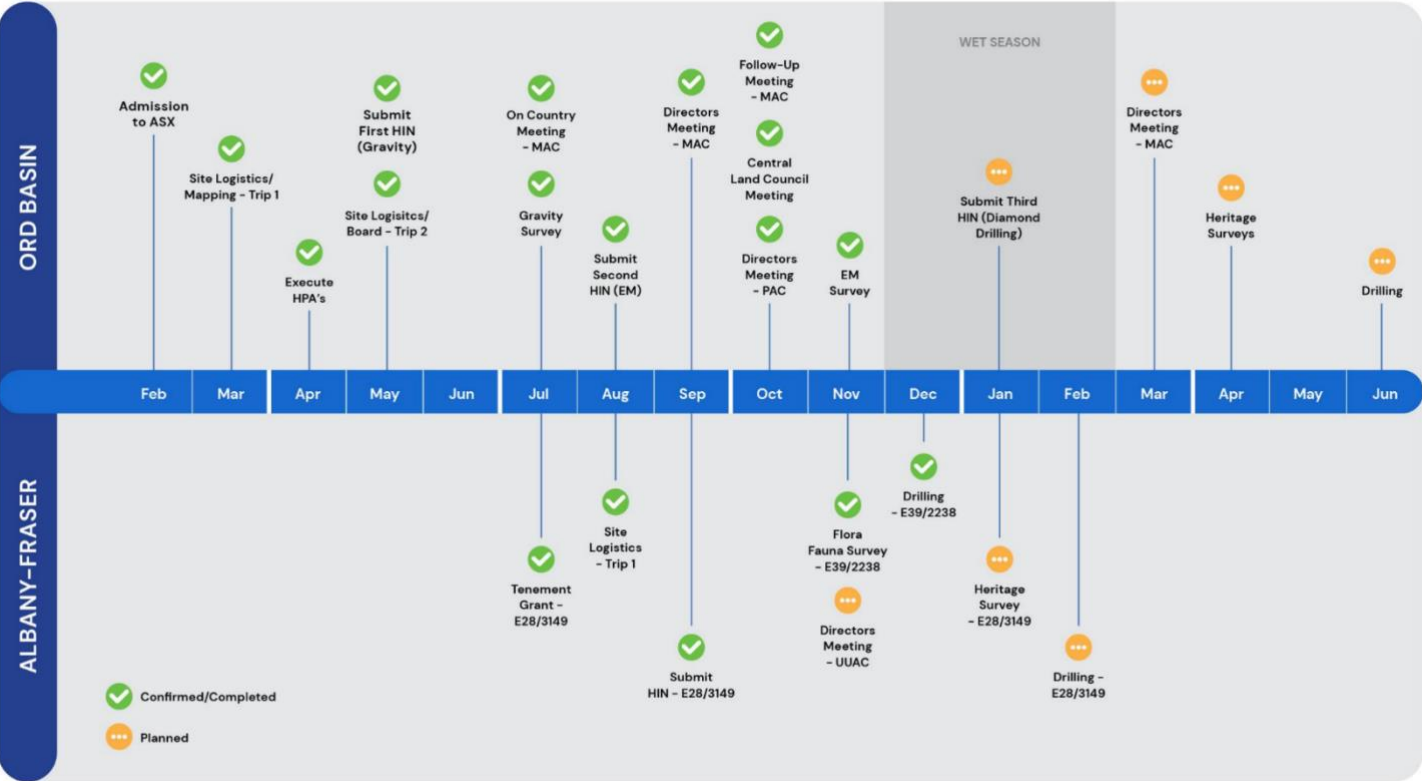 ORD BASIN
WET SEASON
Admission
to ASX
Site Logistics/
Mapping - Trip 1
Execute
HPA's
Submit
First HIN
(Gravity)
Site Logisitcs/
Board - Trip 2
On Country
Meeting
- MAC
Gravity
Survey
Submit
Second
HIN (EM)
Directors
Meeting
- MAC
Follow-Up
Meeting
- MAC
Central
Land Council
Meeting
Directors
Meeting
- PAC
EM
Survey
Submit Third
HIN (Diamond
Drilling)
Directors
Meeting
- MAC
Heritage
Surveys
Drilling
Feb Mar Apr May Jun Jul Aug Sep Oct Nov Dec Jan Feb Mar Apr May Jun
ALBANY-FRASER
Tenement
Grant -
E28/3149
Site
Logistics
- Trip 1
Submit
HIN - E28/3149
Flora
Fauna Survey
- E39/2238
Directors
Meeting
- UUAC
Drilling
- E39/2238
Heritage
Survey
- E28/3149
Drilling -
E28/3149
Confirmed/Completed
Planned